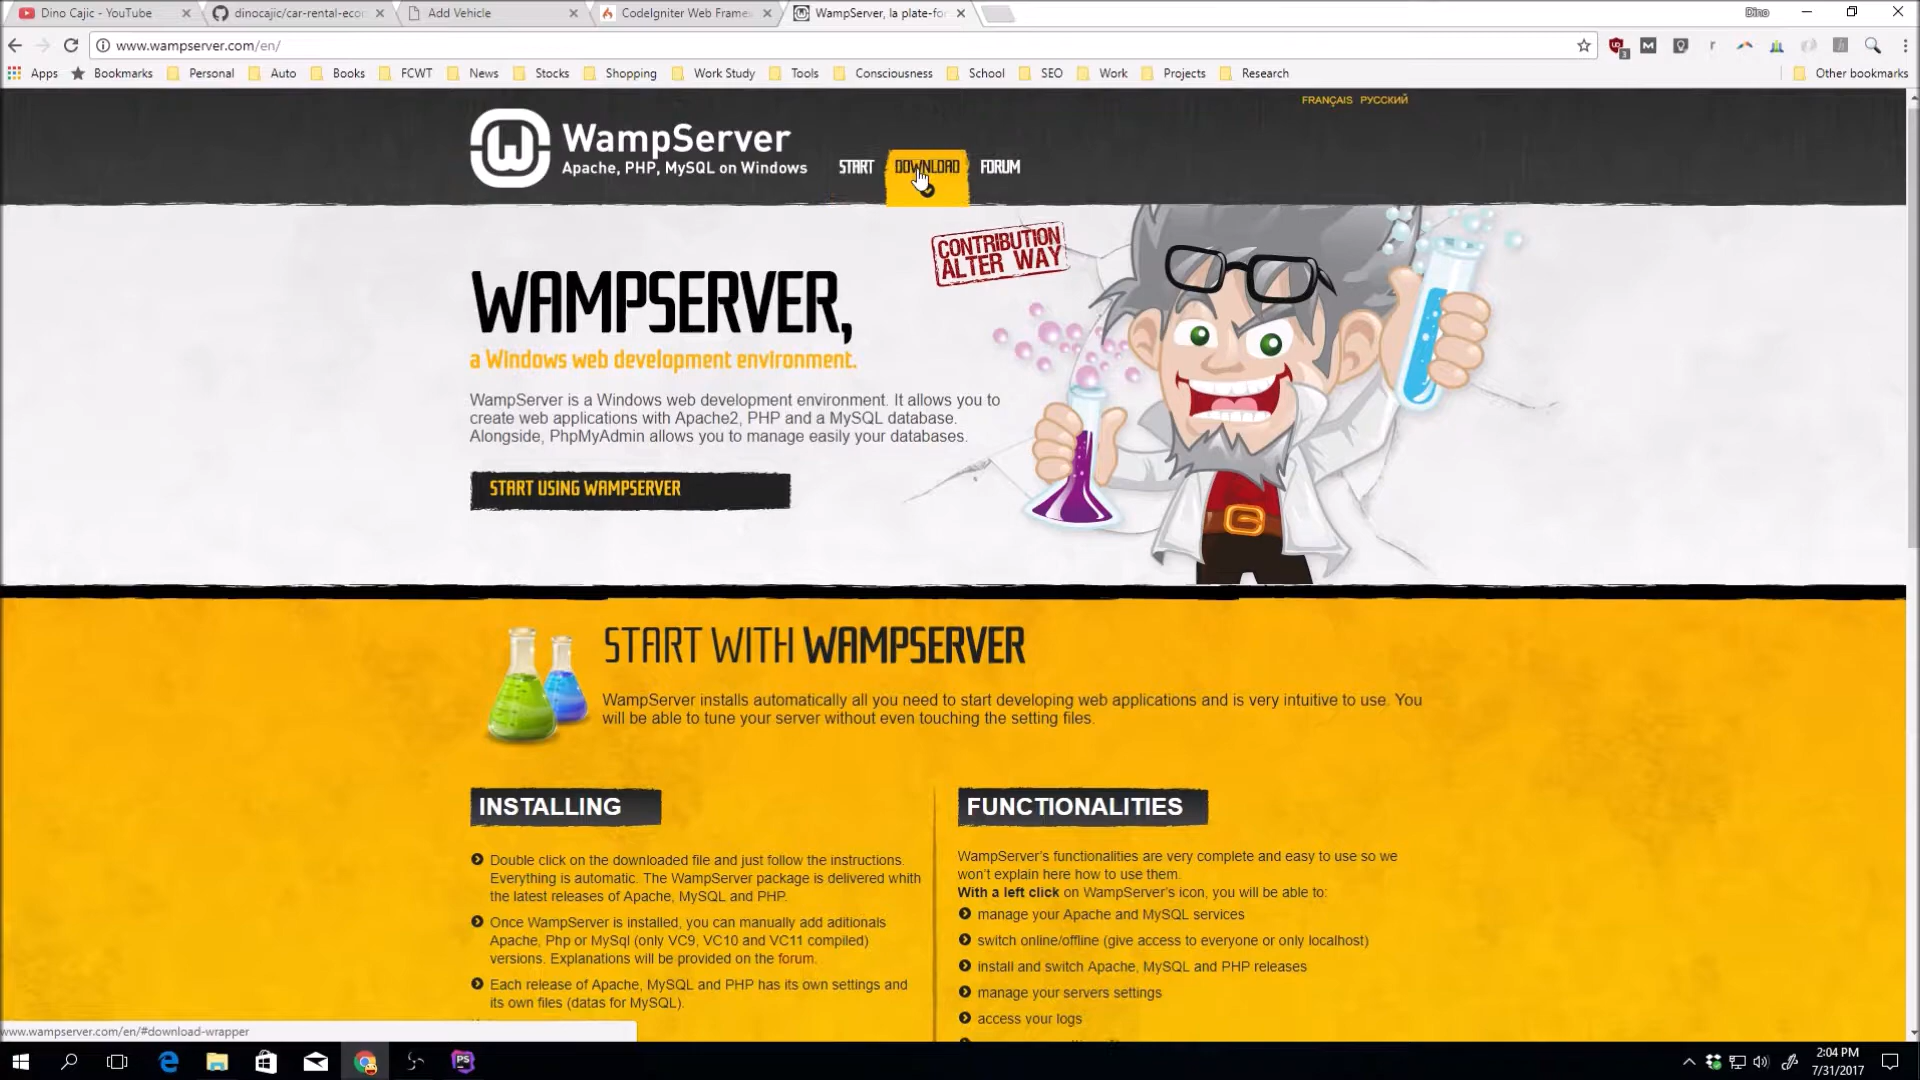 Dino Cajic - YouTube
dinocajic/car-rental-econ
Add Vehicle
CodeIgniter Web Frame
WampServer, la plate-for
Dino
www.wampserver.com/en/
Apps
Bookmarks
Personal
Auto
Books
FCWT
News
Stocks
Shopping
Work Study
Tools
Consciousness
School
SEO
Work
Projects
Research
Other bookmarks
FRANÇAIS РУССКИЙ
WampServer
Apache, PHP, MySQL on Windows
START
DOWNLOAD
FORUM
CONTRIBUTION
ALTER WAY
WAMPSERVER,
a Windows web development environment.
WampServer is a Windows web development environment. It allows you to
create web applications with Apache2, PHP and a MySQL database.
Alongside, PhpMyAdmin allows you to manage easily your databases.
START USING WAMPSERVER
START WITH WAMPSERVER
WampServer installs automatically all you need to start developing web applications and is very intuitive to use. You
will be able to tune your server without even touching the setting files.
INSTALLING
Double click on the downloaded file and just follow the instructions.
Everything is automatic. The WampServer package is delivered whith
the latest releases of Apache, MySQL and PHP.
Once WampServer is installed, you can manually add aditionals
Apache, Php or MySql (only VC9, VC10 and VC11 compiled)
versions. Explanations will be provided on the forum.
Each release of Apache, MySQL and PHP has its own settings and
its own files (datas for MySQL).
FUNCTIONALITIES
WampServer's functionalities are very complete and easy to use so we
won't explain here how to use them.
With a left click on WampServer's icon, you will be able to:
manage your Apache and MySQL services
switch online/offline (give access to everyone or only localhost)
install and switch Apache, MySQL and PHP releases
manage your servers settings
access your logs
www.wampserver.com/en/#download-wrapper
2:04 PM
7/31/2017